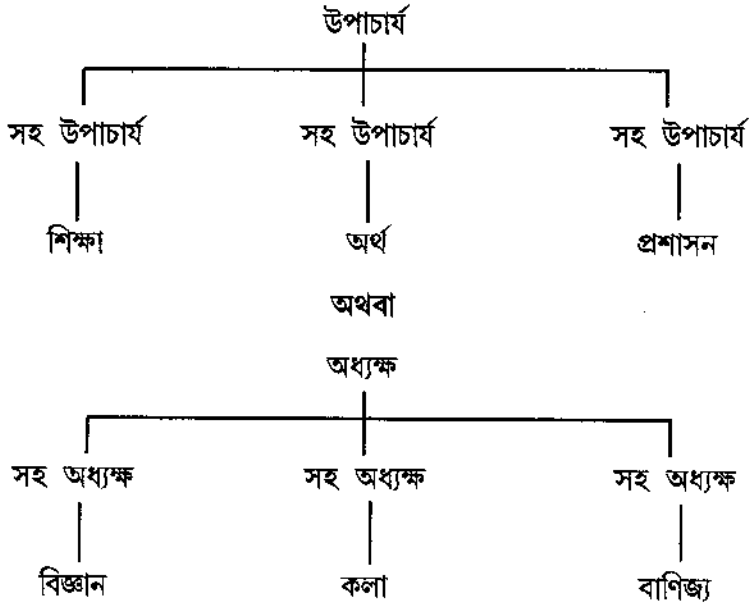 উপাচার্য
সহ উপাচার্য সহ উপাচার্য সহ উপাচার্য
শিক্ষা অর্থ প্রশাসন
অথবা
অধ্যক্ষ
সহ অধ্যক্ষ সহ অধ্যক্ষ সহ অধ্যক্ষ
বিজ্ঞান কলা বাণিজ্য